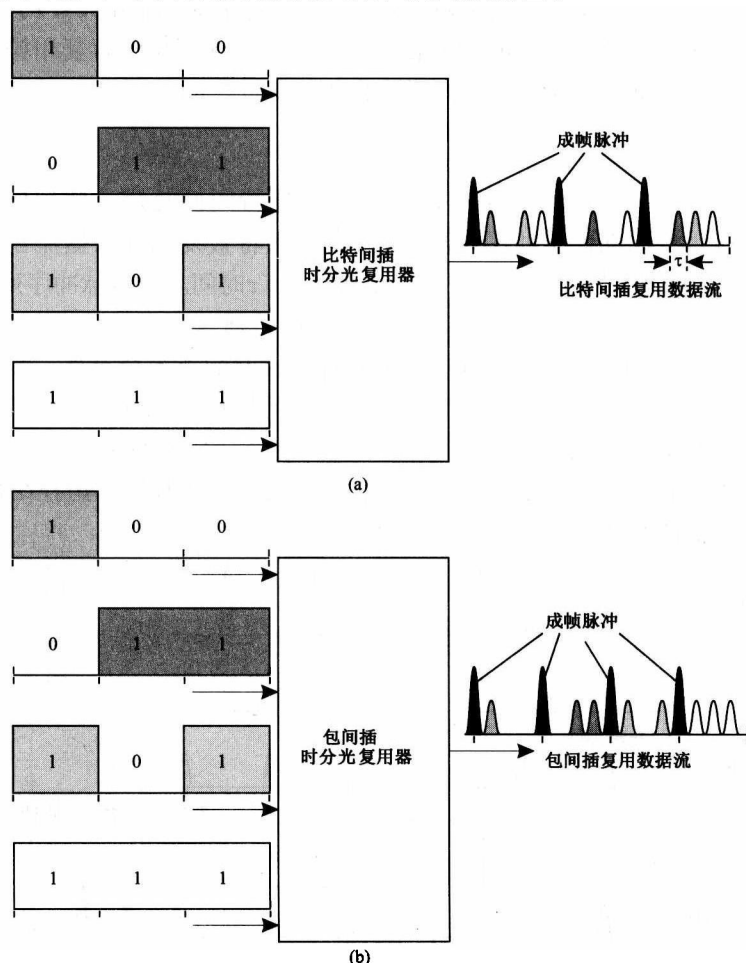 1 0 0
0 1 1
1 0 1
1 1 1
比特间插
时分光复用器
成帧脉冲
τ
比特间插复用数据流
(a)
1 0 0
0 1 1
1 0 1
1 1 1
包间插
时分光复用器
成帧脉冲
包间插复用数据流
(b)